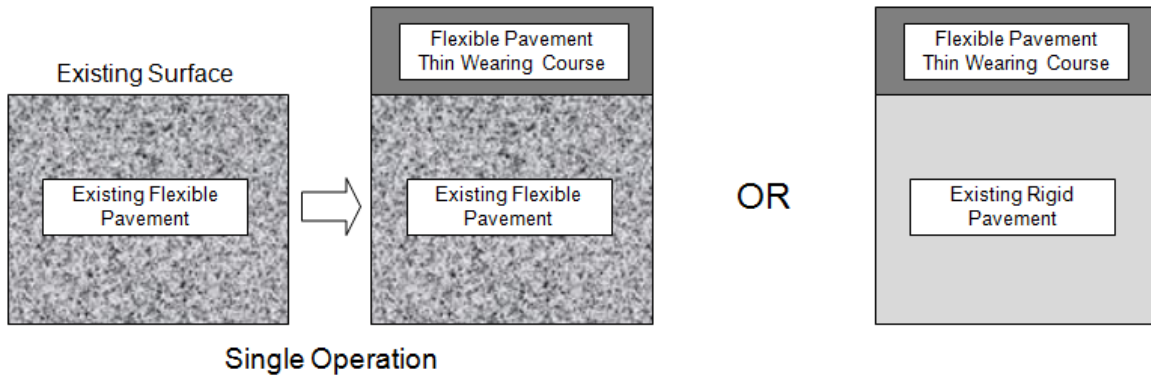 Existing Surface
Existing Flexible
Pavement
Flexible Pavement
Thin Wearing Course
Existing Flexible
Pavement
Single Operation
OR
Flexible Pavement
Thin Wearing Course
Existing Rigid
Pavement